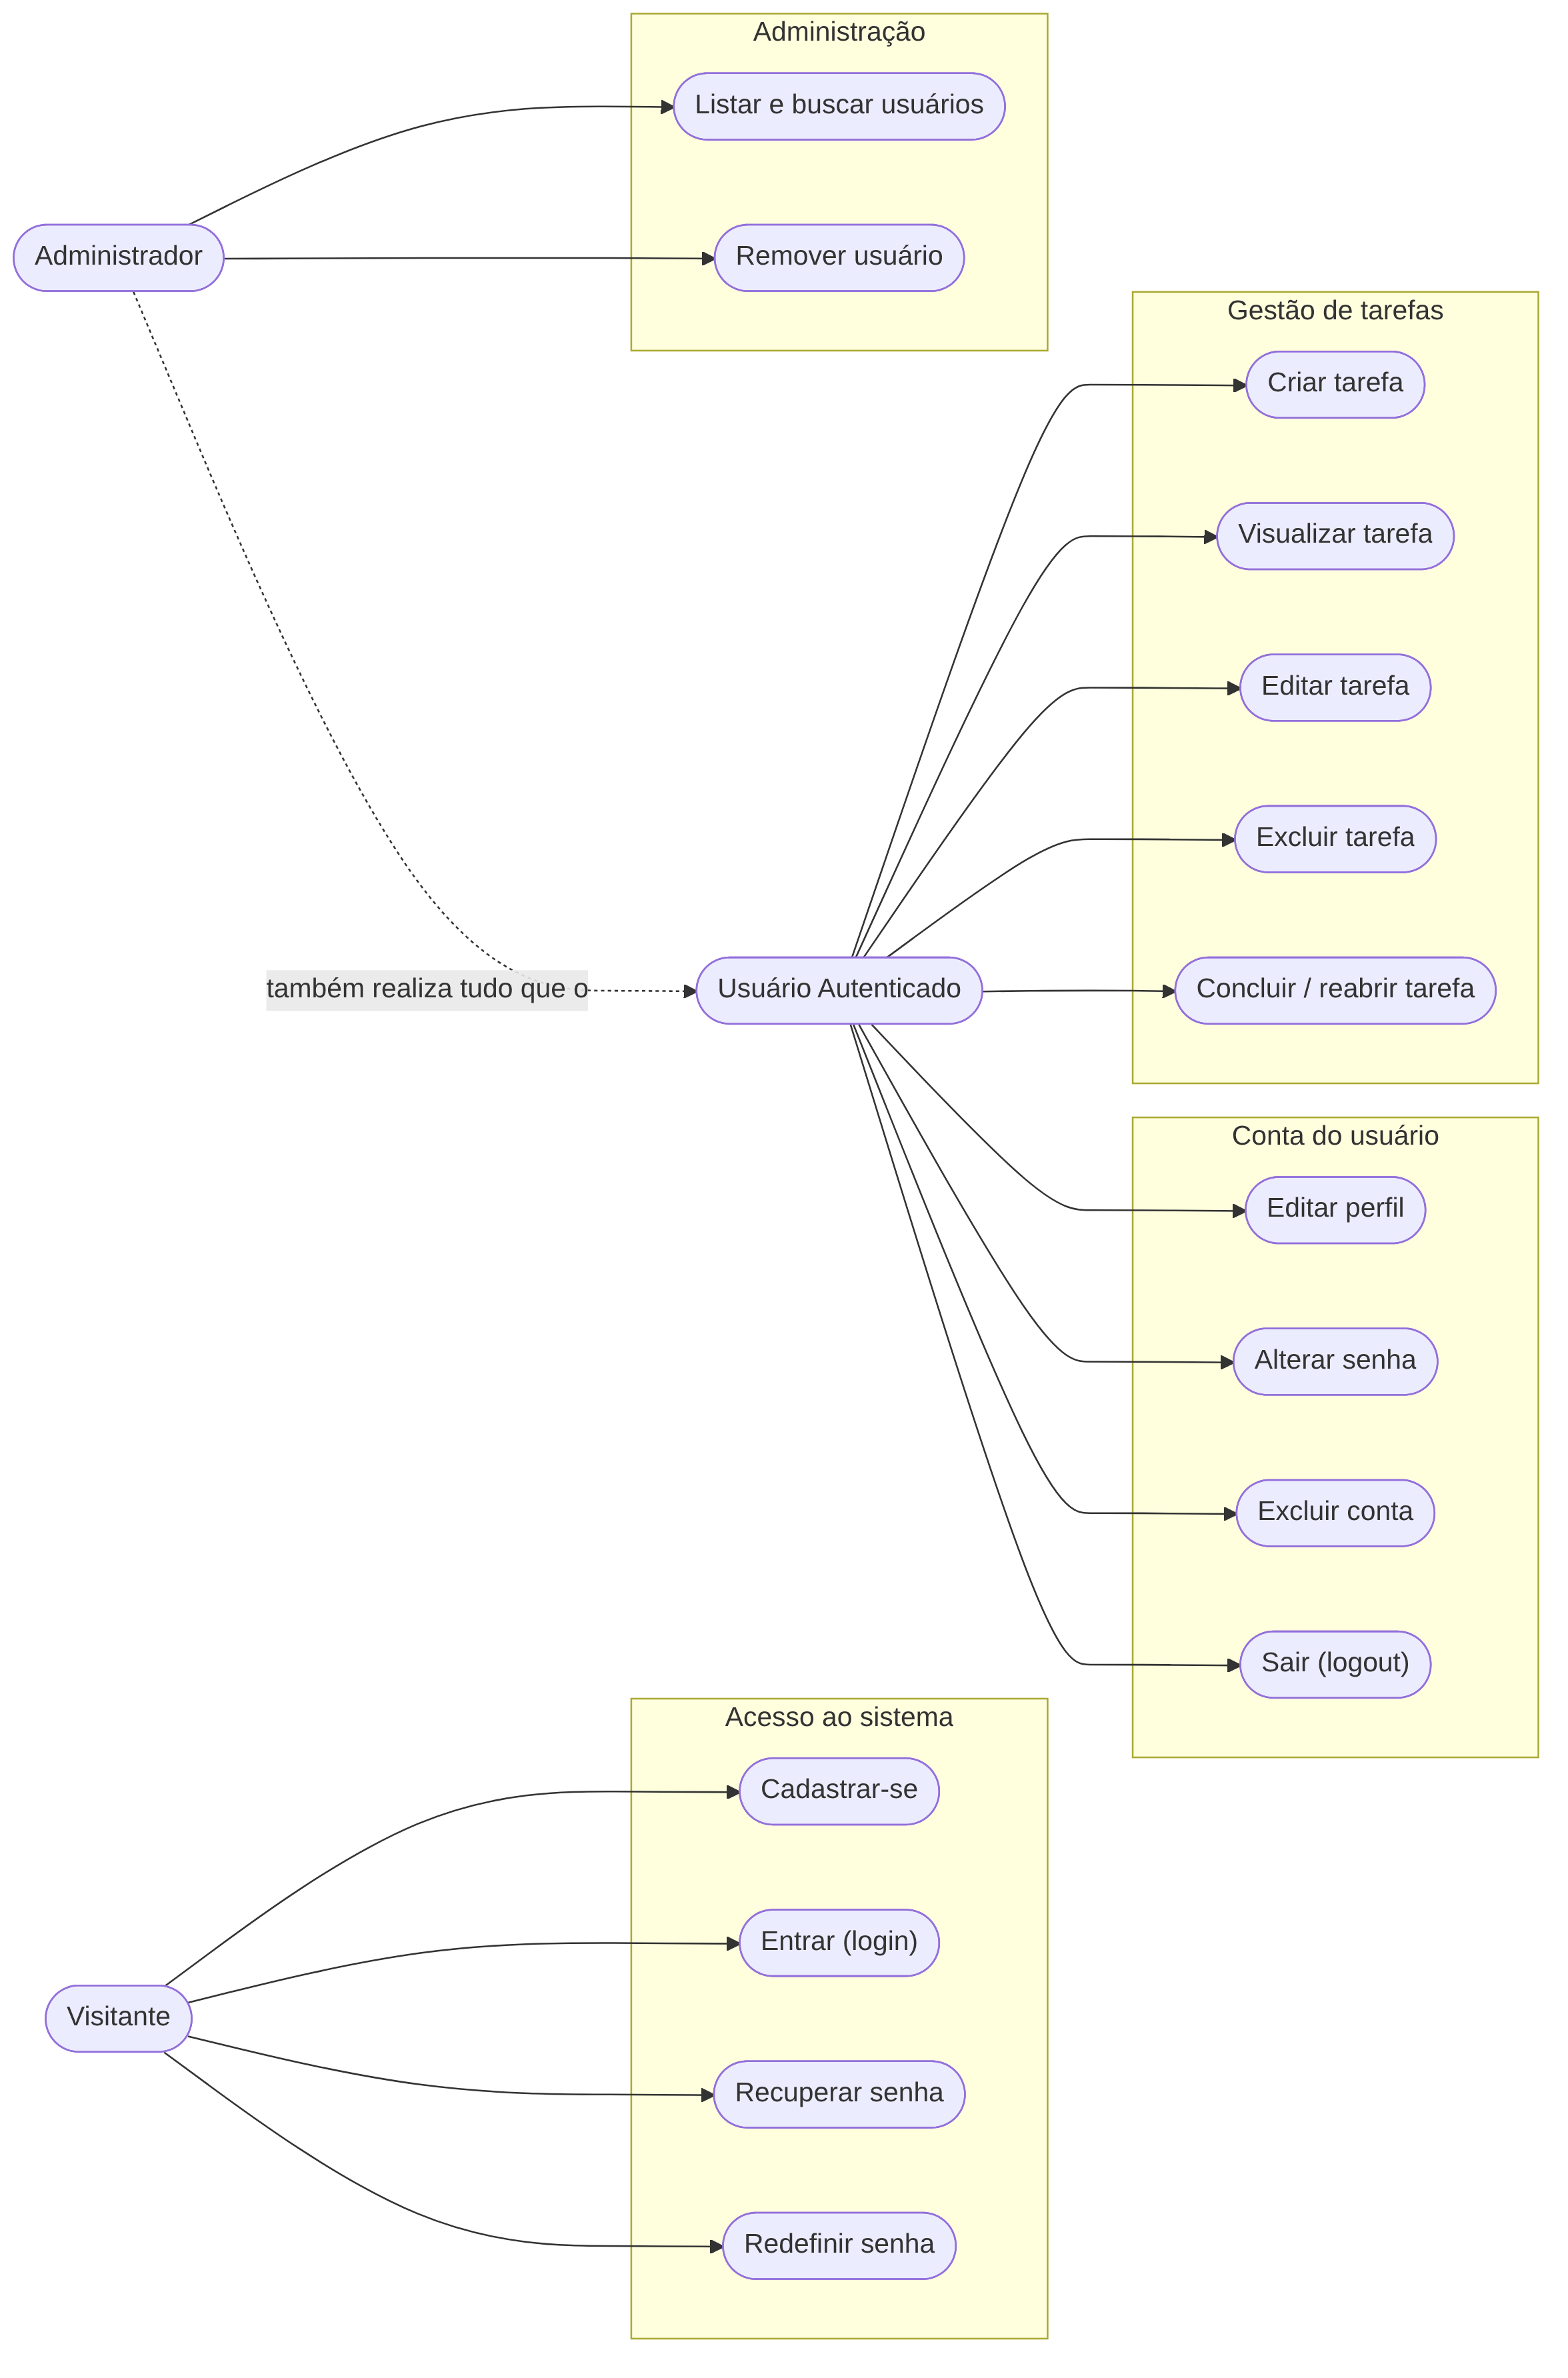 Administração
Listar e buscar usuários
Administrador
Remover usuário
Gestão de tarefas
Criar tarefa
Visualizar tarefa
Editar tarefa
Excluir tarefa
também realiza tudo que o
Usuário Autenticado
Concluir / reabrir tarefa
Conta do usuário
Editar perfil
Alterar senha
Excluir conta
Sair (logout)
Acesso ao sistema
Cadastrar-se
Entrar (login)
Visitante
Recuperar senha
Redefinir senha